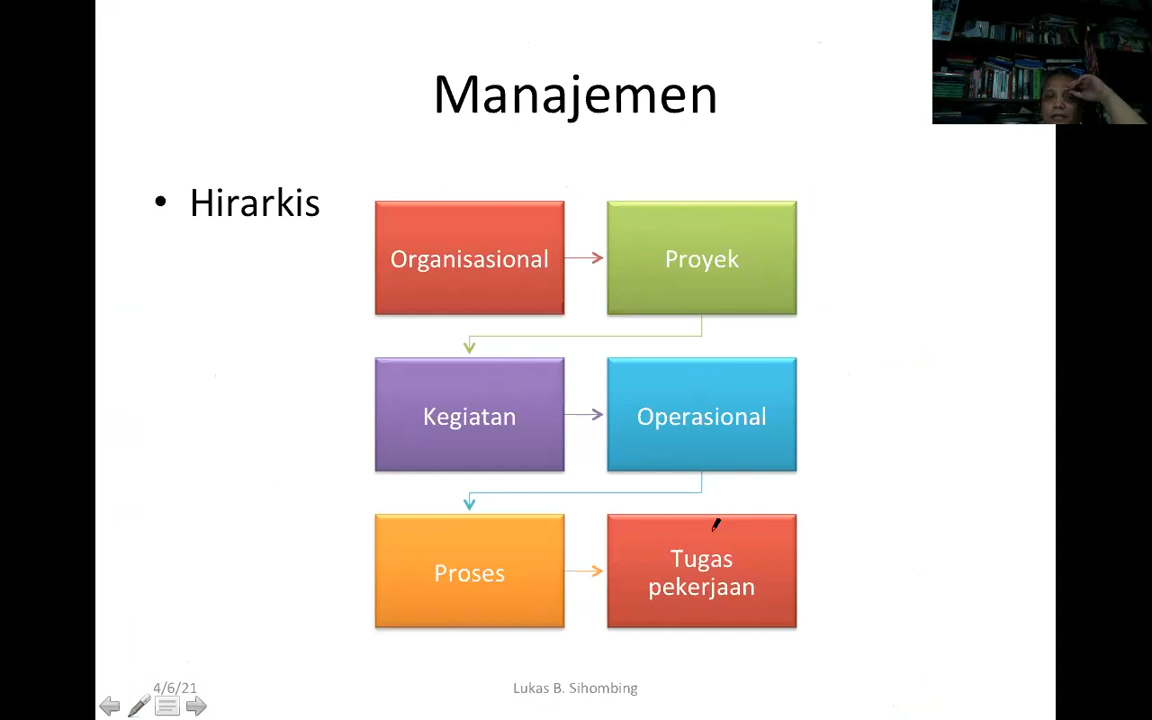 Manajemen
• Hirarkis
Organisasional
Proyek
Kegiatan
Operasional
Proses
Tugas
pekerjaan
4/6/21
Lukas B. Sihombing